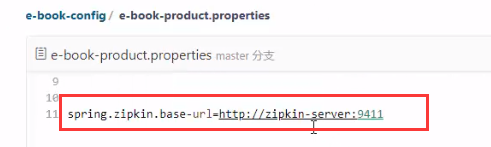 e-book-config / e-book-product.properties
e-book-product.properties master 分支
9
10
11 spring.zipkin.base-url=http://zipkin-server:9411